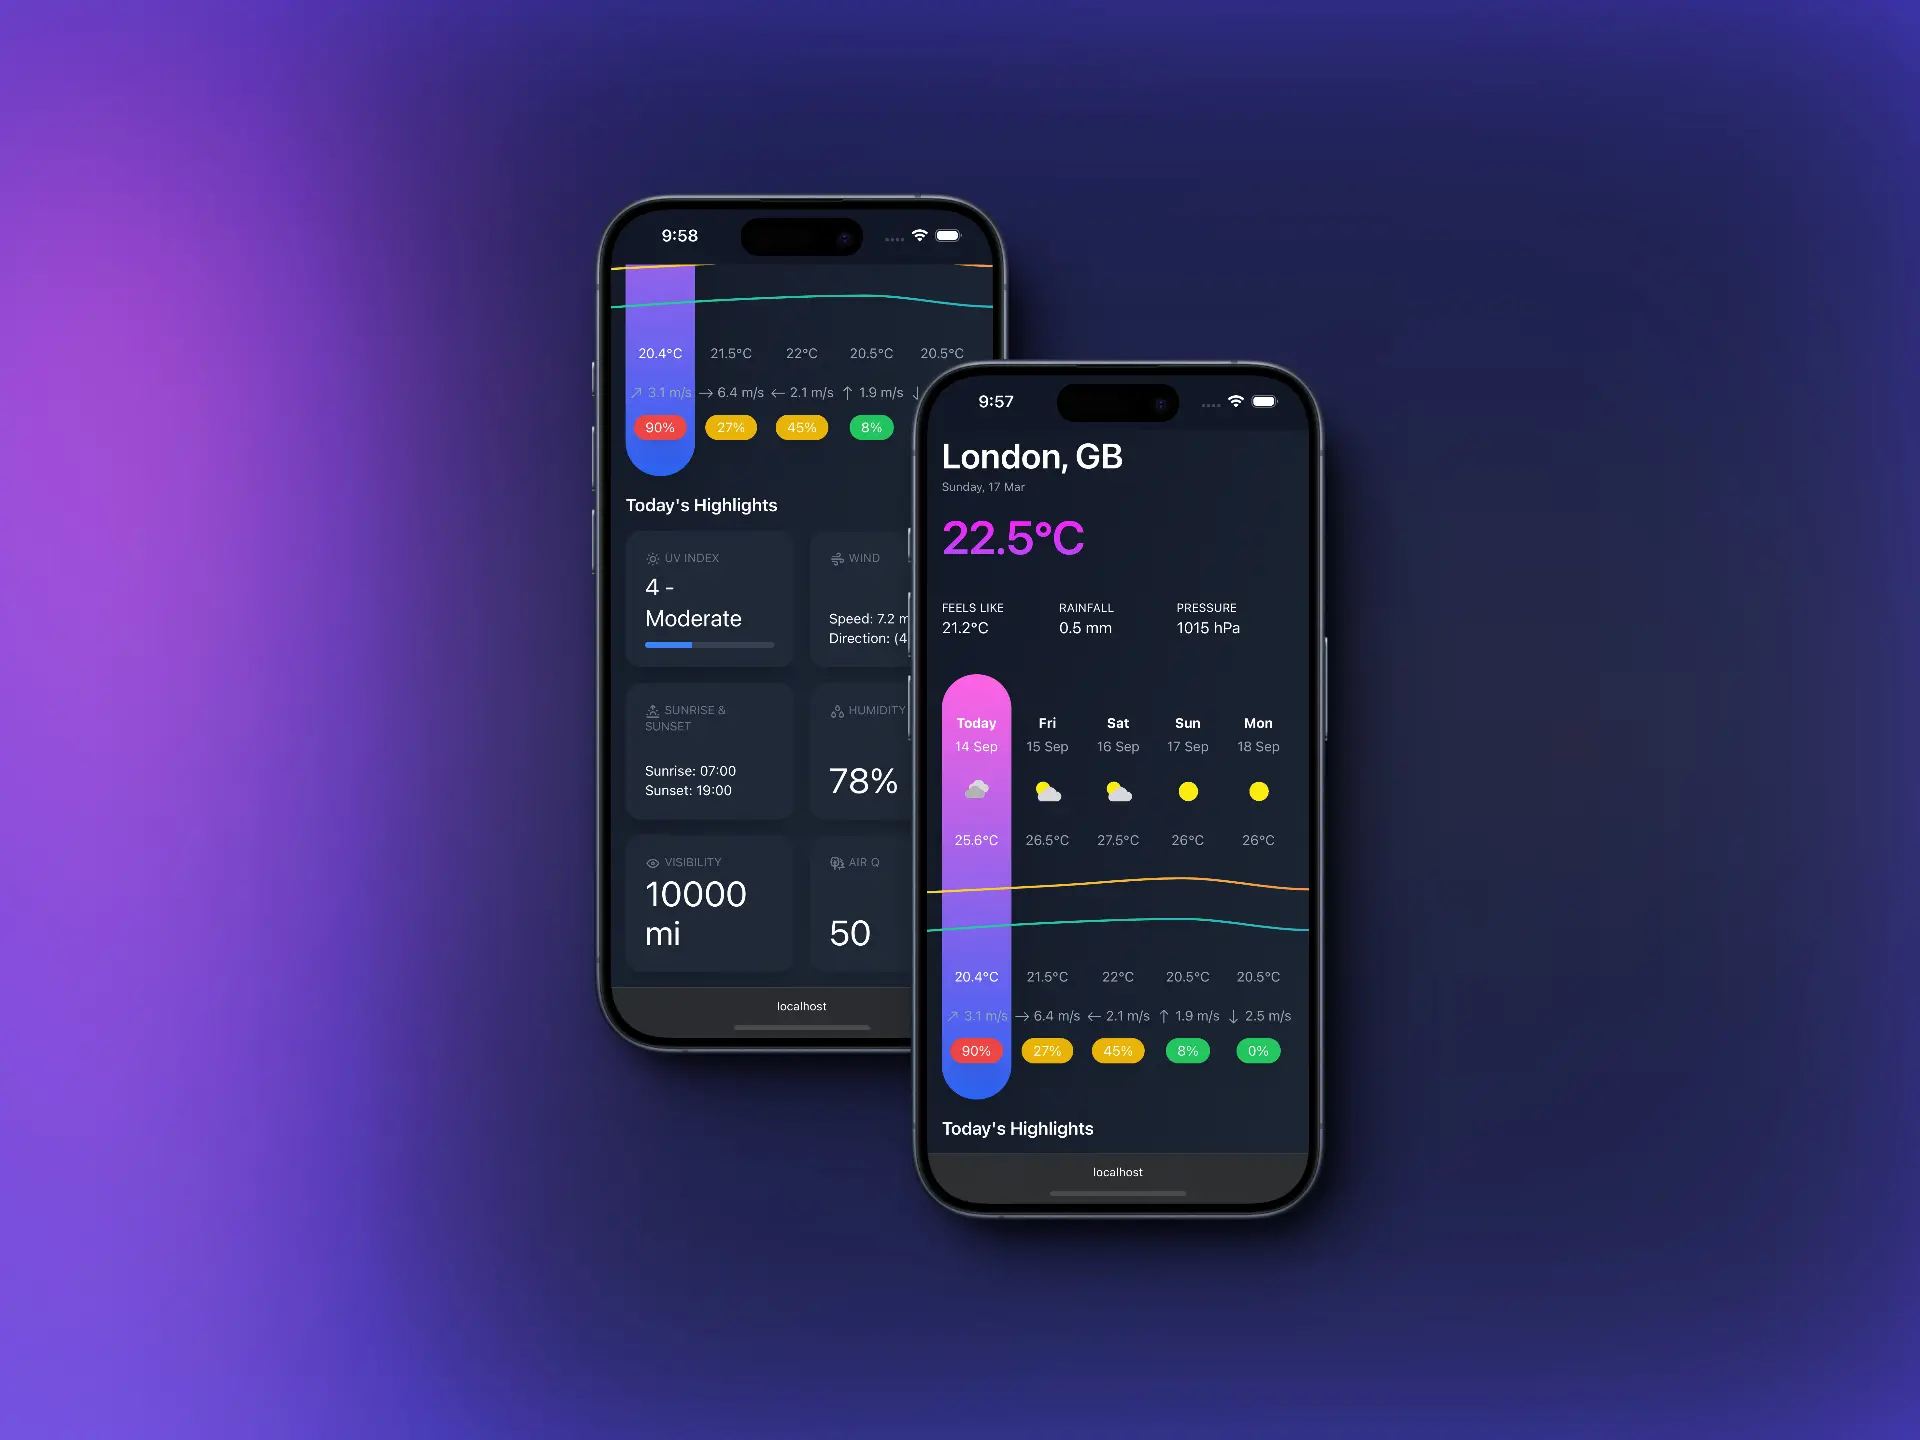 9:58
20.4°C 21.5°C 22°C 20.5°C 20.5°C
↗ 3.1 m/s → 6.4 m/s ← 2.1 m/s ↑ 1.9 m/s ↓
90% 27% 45% 8%
Today's Highlights
UV INDEX
4 -
Moderate
WIND
Speed: 7.2 m
Direction: (4
SUNRISE &
SUNSET
Sunrise: 07:00
Sunset: 19:00
HUMIDITY
78%
VISIBILITY
10000
mi
AIR Q
50
localhost
9:57
London, GB
Sunday, 17 Mar
22.5°C
FEELS LIKE RAINFALL PRESSURE
21.2°C 0.5 mm 1015 hPa
Today Fri Sat Sun Mon
14 Sep 15 Sep 16 Sep 17 Sep 18 Sep
25.6°C 26.5°C 27.5°C 26°C 26°C
20.4°C 21.5°C 22°C 20.5°C 20.5°C
↗ 3.1 m/s → 6.4 m/s ← 2.1 m/s ↑ 1.9 m/s ↓ 2.5 m/s
90% 27% 45% 8% 0%
Today's Highlights
localhost